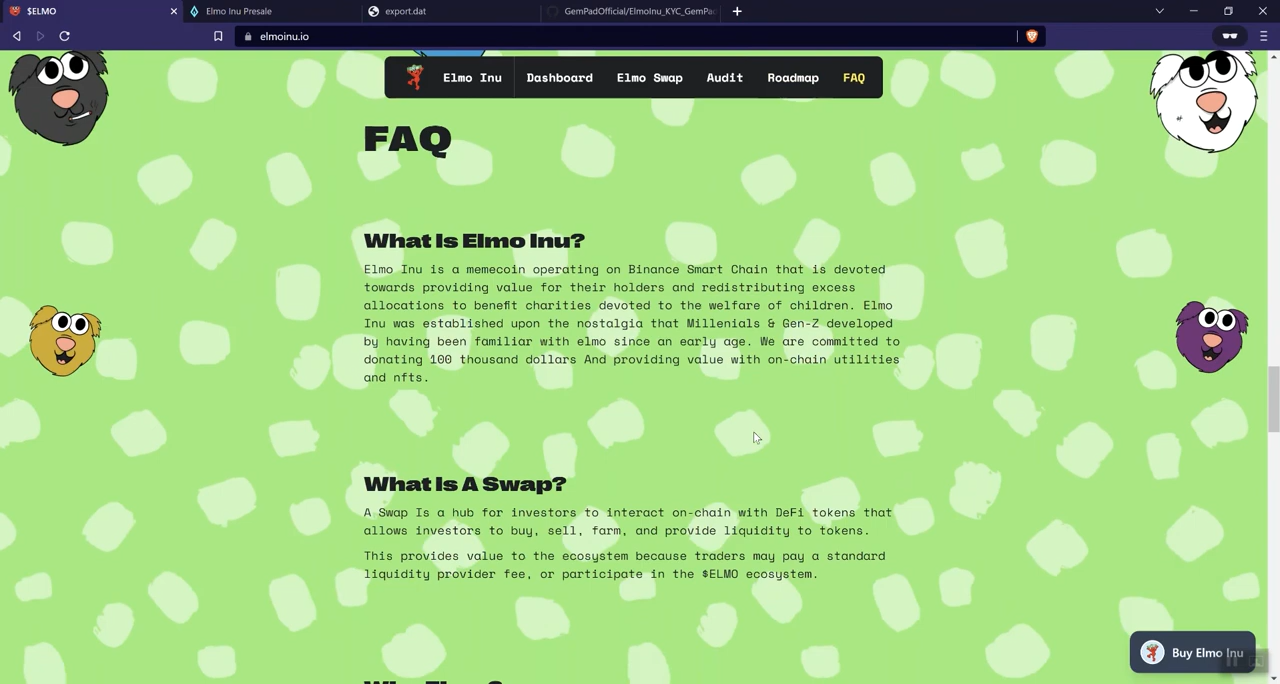 $ELMO
Elmo Inu Presale
export.dat
GemPadOfficial/ElmoInu_KYC_GemPad
elmoinu.io
Elmo Inu Dashboard Elmo Swap Audit Roadmap FAQ
FAQ
What Is Elmo Inu?
Elmo Inu is a memecoin operating on Binance Smart Chain that is devoted
towards providing value for their holders and redistributing excess
allocations to benefit charities devoted to the welfare of children. Elmo
Inu was established upon the nostalgia that Millenials & Gen-Z developed
by having been familiar with elmo since an early age. We are committed to
donating 100 thousand dollars And providing value with on-chain utilities
and nfts.
What Is A Swap?
A Swap Is a hub for investors to interact on-chain with DeFi tokens that
allows investors to buy, sell, farm, and provide liquidity to tokens.
This provides value to the ecosystem because traders may pay a standard
liquidity provider fee, or participate in the $ELMO ecosystem.
Buy Elmo Inu